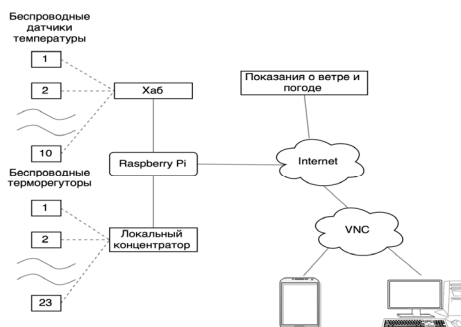 Беспроводные
датчики
температуры
1
2
10
Хаб
Показания о ветре и
погоде
Raspberry Pi
Internet
Беспроводные
терморегуторы
1
2
23
Локальный
концентратор
VNC